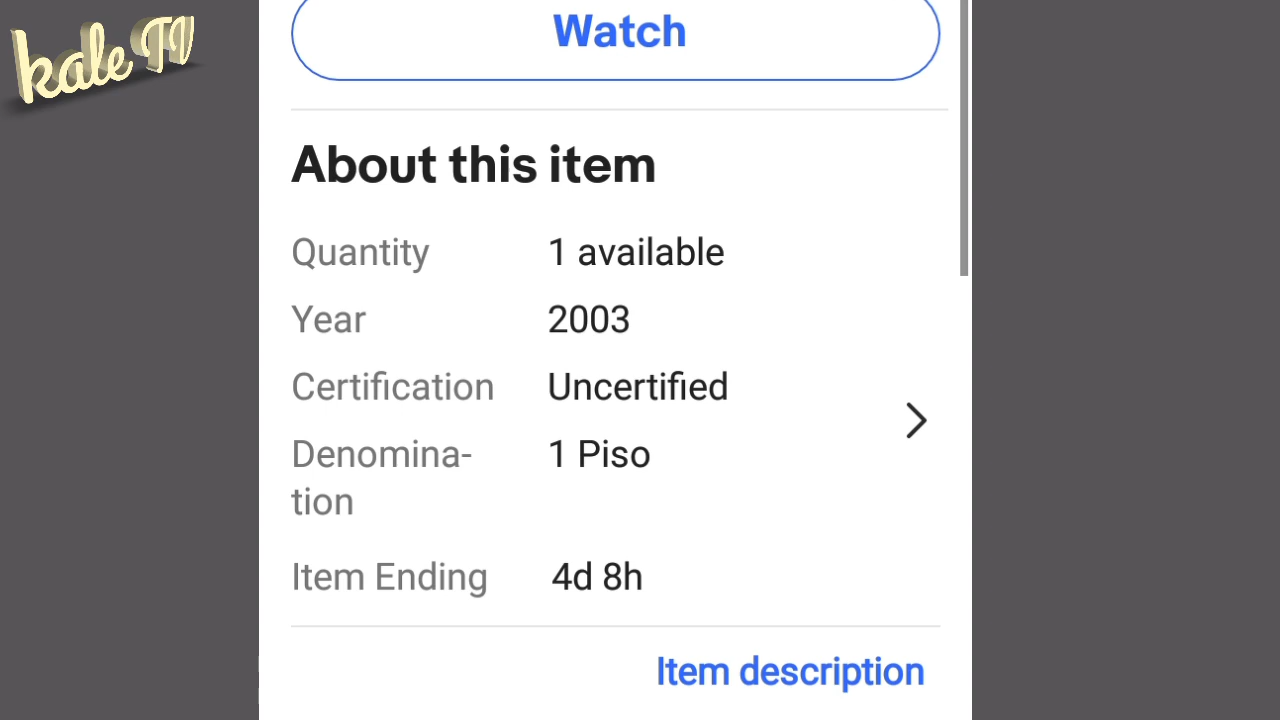 kale TV
Watch
About this item
Quantity 1 available
Year 2003
Certification Uncertified
Denomina- 1 Piso
tion
Item Ending 4d 8h
Item description